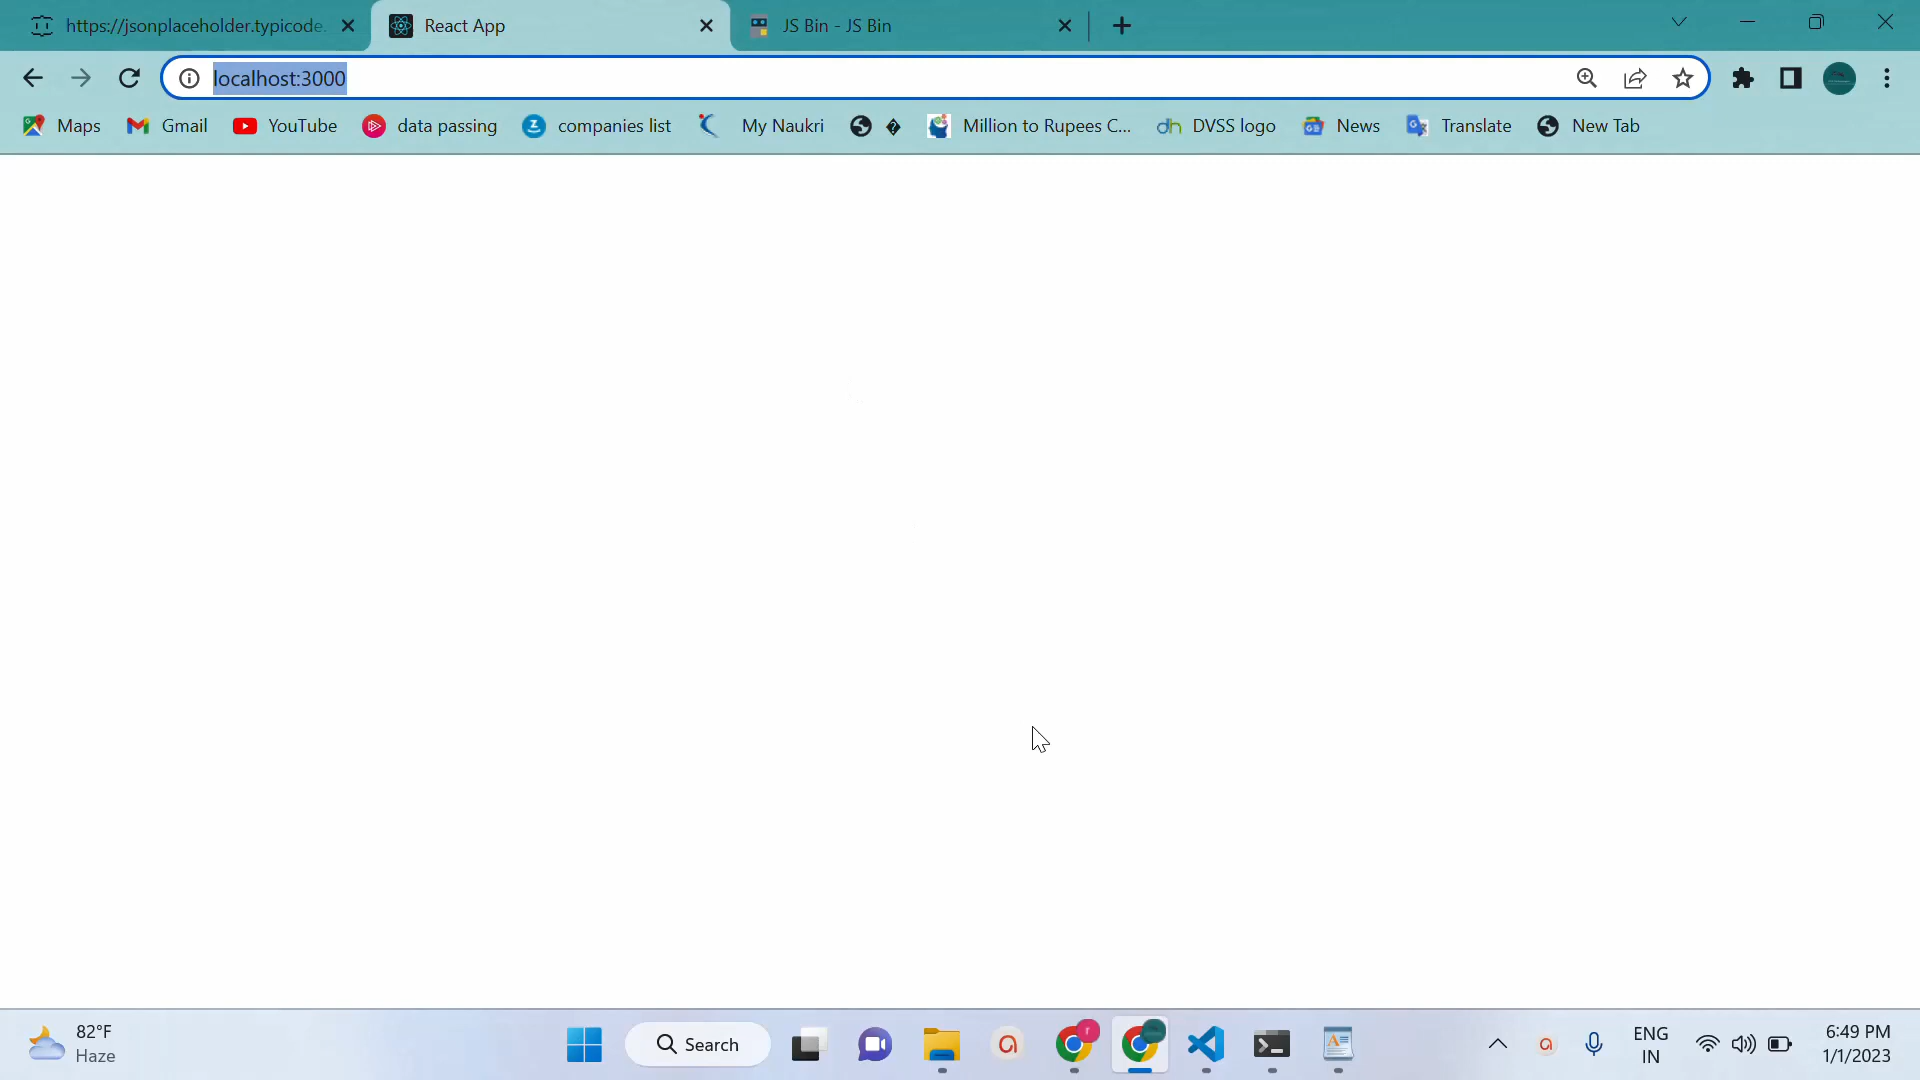 https://jsonplaceholder.typicode.
React App
JS Bin - JS Bin
localhost:3000
Maps
Gmail
YouTube
data passing
companies list
My Naukri
�
Million to Rupees C...
DVSS logo
News
Translate
New Tab
82°F
Haze
Search
ENG
IN
6:49 PM
1/1/2023